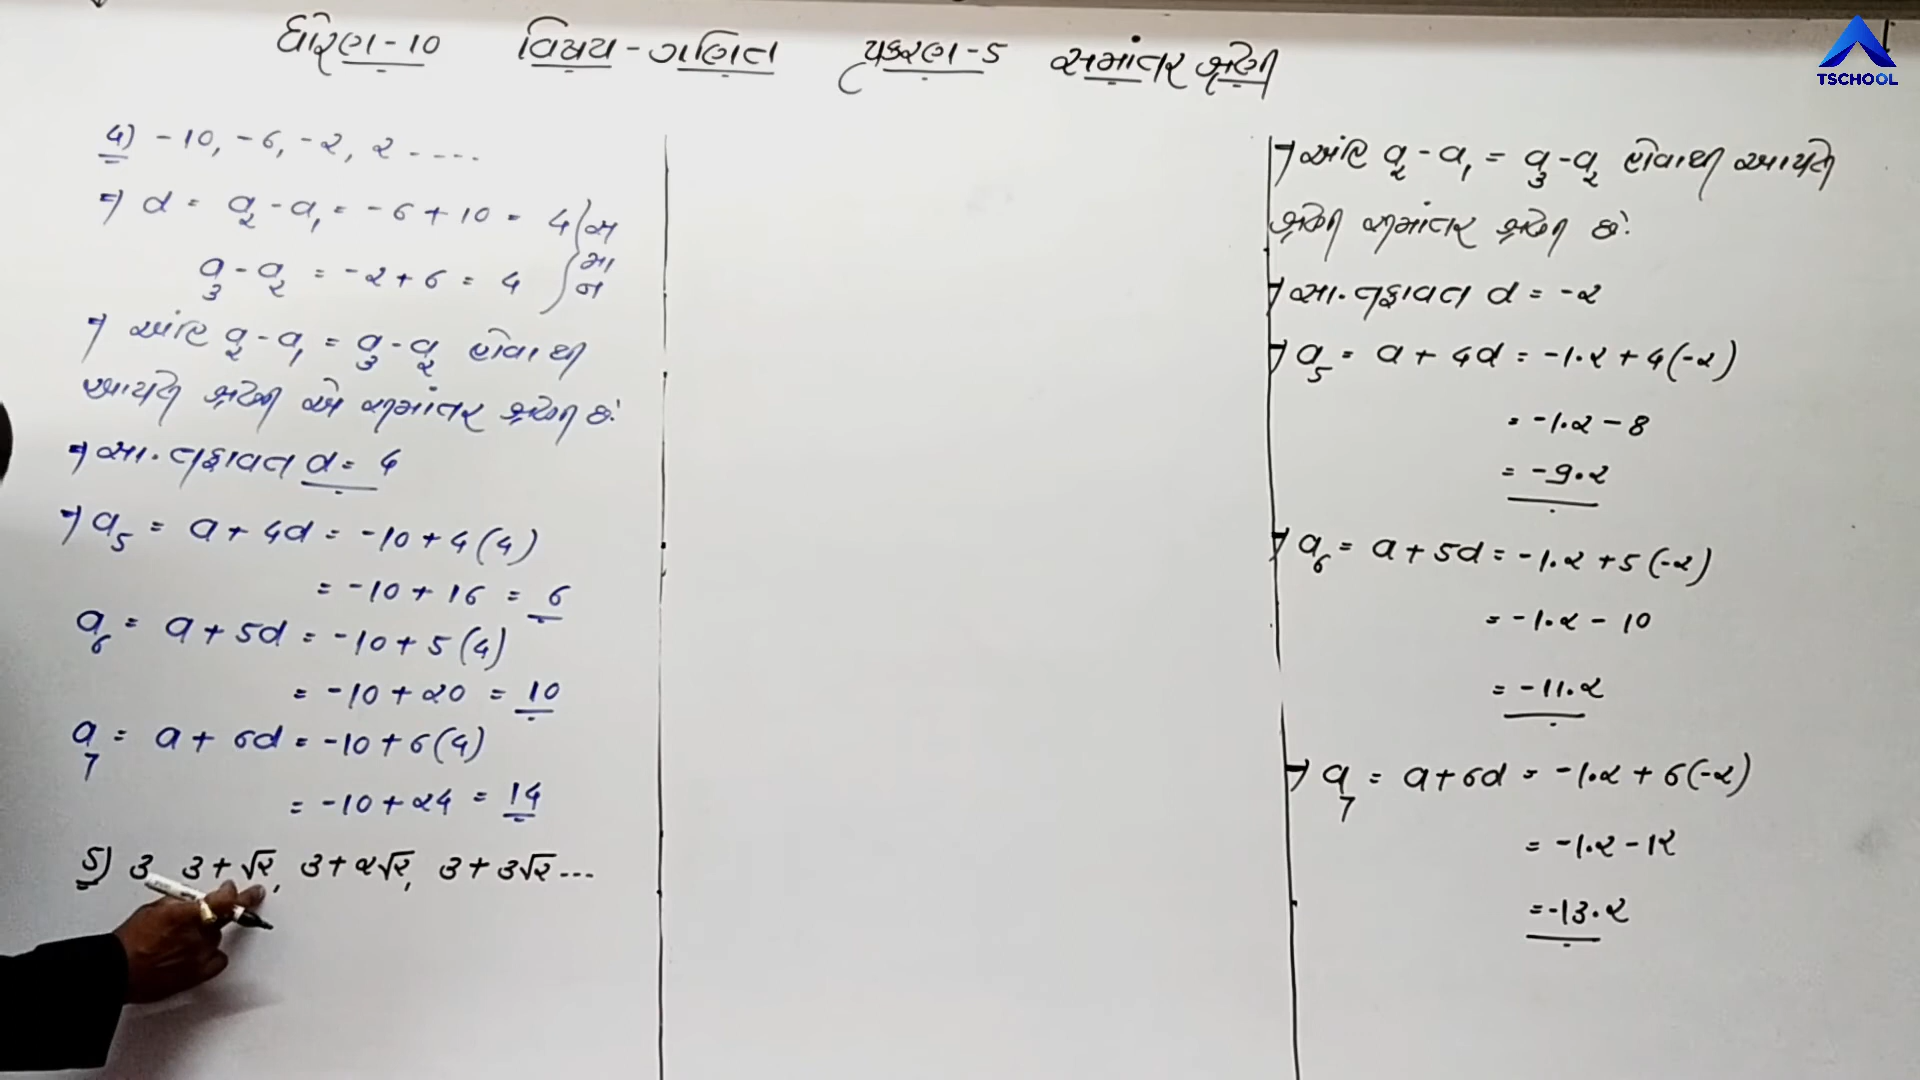 ધોરણ-10 વિષય-ગણિત પ્રકરણ-5 સમાંતર શ્રેણી
TSCHOOL
4) -10, -6, -2, 2 ----
⇒ d = a₂ - a₁ = -6 + 10 = 4
a₃ - a₂ = -2 + 6 = 4
સમાન
⇒ અહિં a₂ - a₁ = a₃ - a₂ હોવાથી
આપેલ શ્રેણી એ સમાંતર શ્રેણી છે.
⇒ સા. તફાવત d = 4
⇒ a₅ = a + 4d = -10 + 4(4)
= -10 + 16 = 6
a₆ = a + 5d = -10 + 5(4)
= -10 + 20 = 10
a₇ = a + 6d = -10 + 6(4)
= -10 + 24 = 14
5) 3, 3+√2, 3+2√2, 3+3√2 ---
⇒ અહિં a₂ - a₁ = a₃ - a₂ હોવાથી આપેલ
શ્રેણી સમાંતર શ્રેણી છે.
⇒ સા. તફાવત d = -2
⇒ a₅ = a + 4d = -1.2 + 4(-2)
= -1.2 - 8
= -9.2
⇒ a₆ = a + 5d = -1.2 + 5(-2)
= -1.2 - 10
= -11.2
⇒ a₇ = a + 6d = -1.2 + 6(-2)
= -1.2 - 12
= -13.2